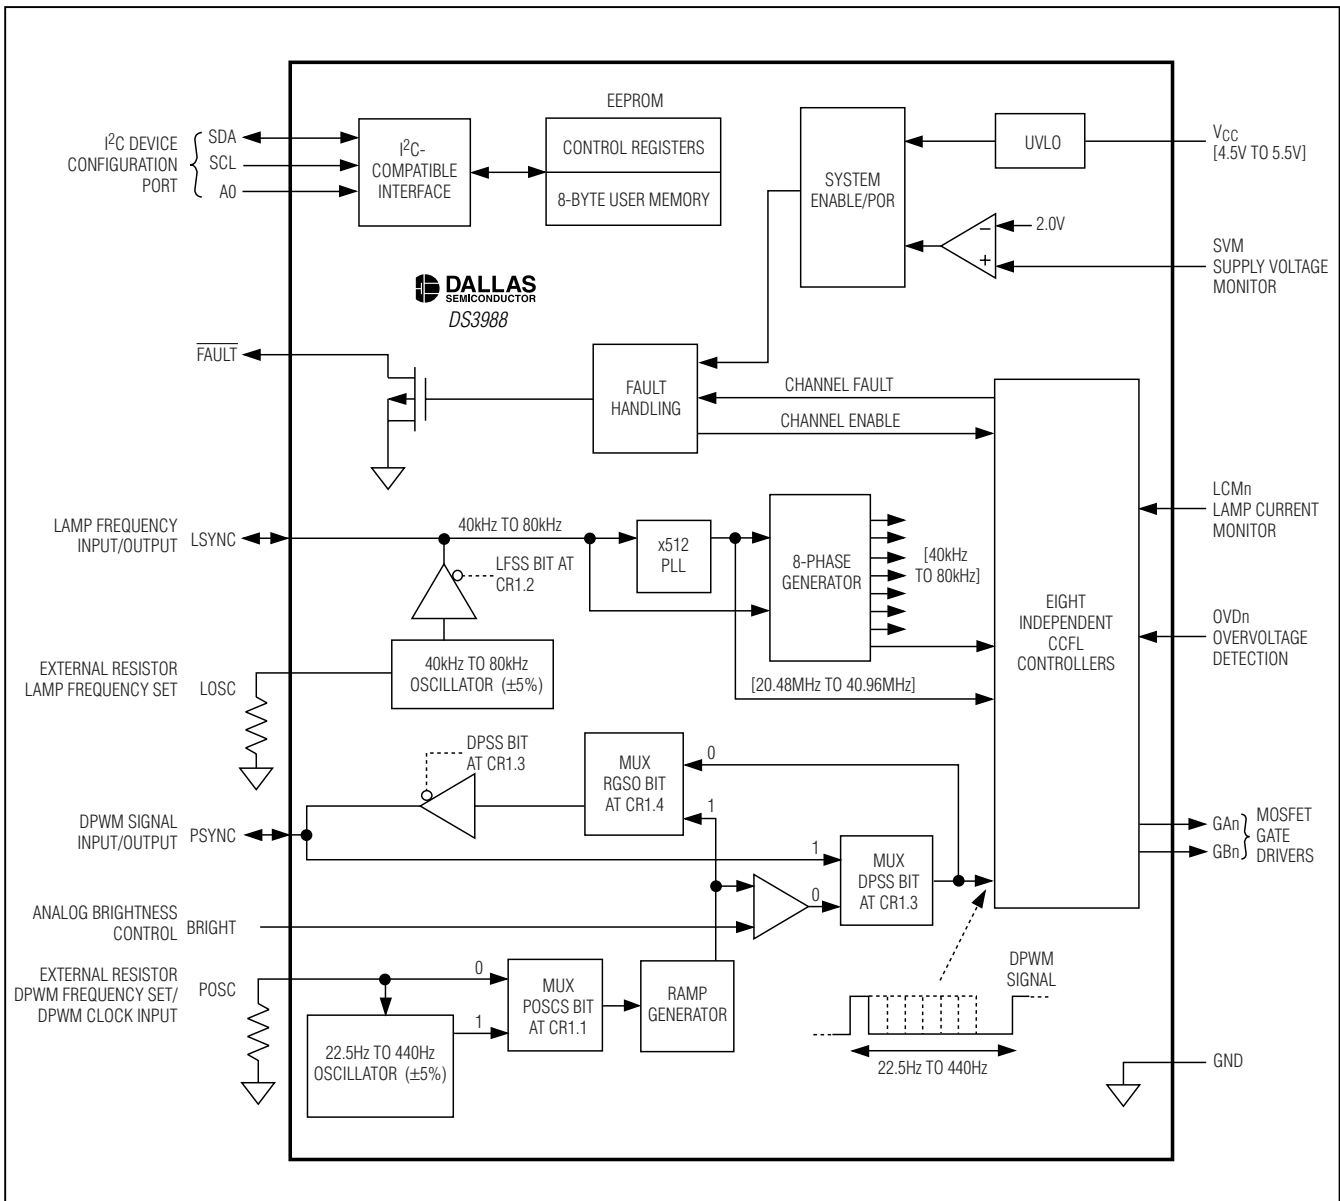 EEPROM
I²C DEVICE
CONFIGURATION
PORT
SDA
SCL
A0
I²C-
COMPATIBLE
INTERFACE
CONTROL REGISTERS
8-BYTE USER MEMORY
SYSTEM
ENABLE/POR
UVLO
VCC
[4.5V TO 5.5V]
2.0V
–
+
SVM
SUPPLY VOLTAGE
MONITOR
DALLAS
SEMICONDUCTOR
DS3988
FAULT
FAULT
HANDLING
CHANNEL FAULT
CHANNEL ENABLE
LAMP FREQUENCY
INPUT/OUTPUT
LSYNC
40kHz TO 80kHz
LFSS BIT AT
CR1.2
x512
PLL
8-PHASE
GENERATOR
[40kHz
TO 80kHz]
EIGHT
INDEPENDENT
CCFL
CONTROLLERS
LCMn
LAMP CURRENT
MONITOR
OVDn
OVERVOLTAGE
DETECTION
EXTERNAL RESISTOR
LAMP FREQUENCY SET
LOSC
40kHz TO 80kHz
OSCILLATOR (±5%)
[20.48MHz TO 40.96MHz]
DPSS BIT
AT CR1.3
MUX
RGSO BIT
AT CR1.4
0
1
DPWM SIGNAL
INPUT/OUTPUT
PSYNC
1
0
MUX
DPSS BIT
AT CR1.3
GAn
GBn
MOSFET
GATE
DRIVERS
ANALOG BRIGHTNESS
CONTROL
BRIGHT
EXTERNAL RESISTOR
DPWM FREQUENCY SET/
DPWM CLOCK INPUT
POSC
0
1
MUX
POSCS BIT
AT CR1.1
RAMP
GENERATOR
22.5Hz TO 440Hz
OSCILLATOR (±5%)
DPWM
SIGNAL
22.5Hz TO 440Hz
GND